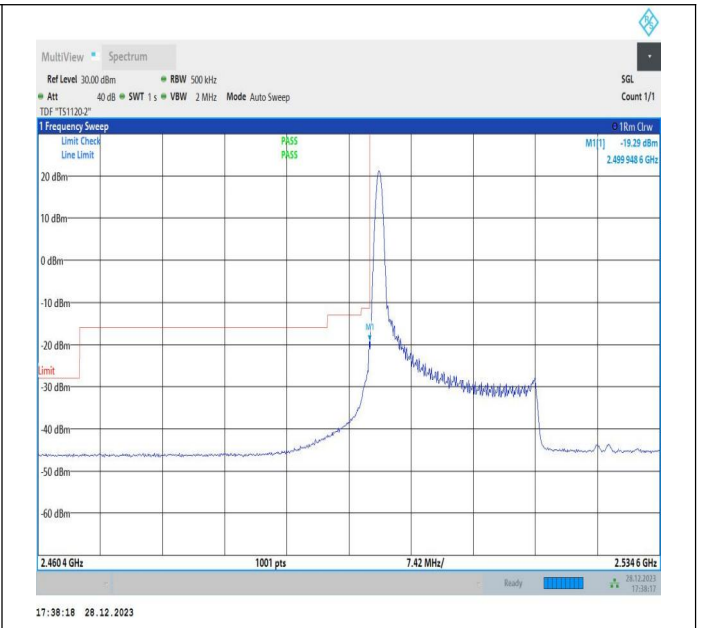 R S
MultiView Spectrum
Ref Level 30.00 dBm RBW 500 kHz SGL
Att 40 dB SWT 1 s VBW 2 MHz Mode Auto Sweep Count 1/1
TDF "TS1120-2"
1 Frequency Sweep 1Rm Clrw
Limit Check PASS M1[1] -19.29 dBm
Line Limit PASS 2.499 948 6 GHz
20 dBm
10 dBm
0 dBm
-10 dBm
M1
-20 dBm
Limit
-30 dBm
-40 dBm
-50 dBm
-60 dBm
2.460 4 GHz 1001 pts 7.42 MHz/ 2.534 6 GHz
Ready 28.12.2023
17:38:17
17:38:18 28.12.2023